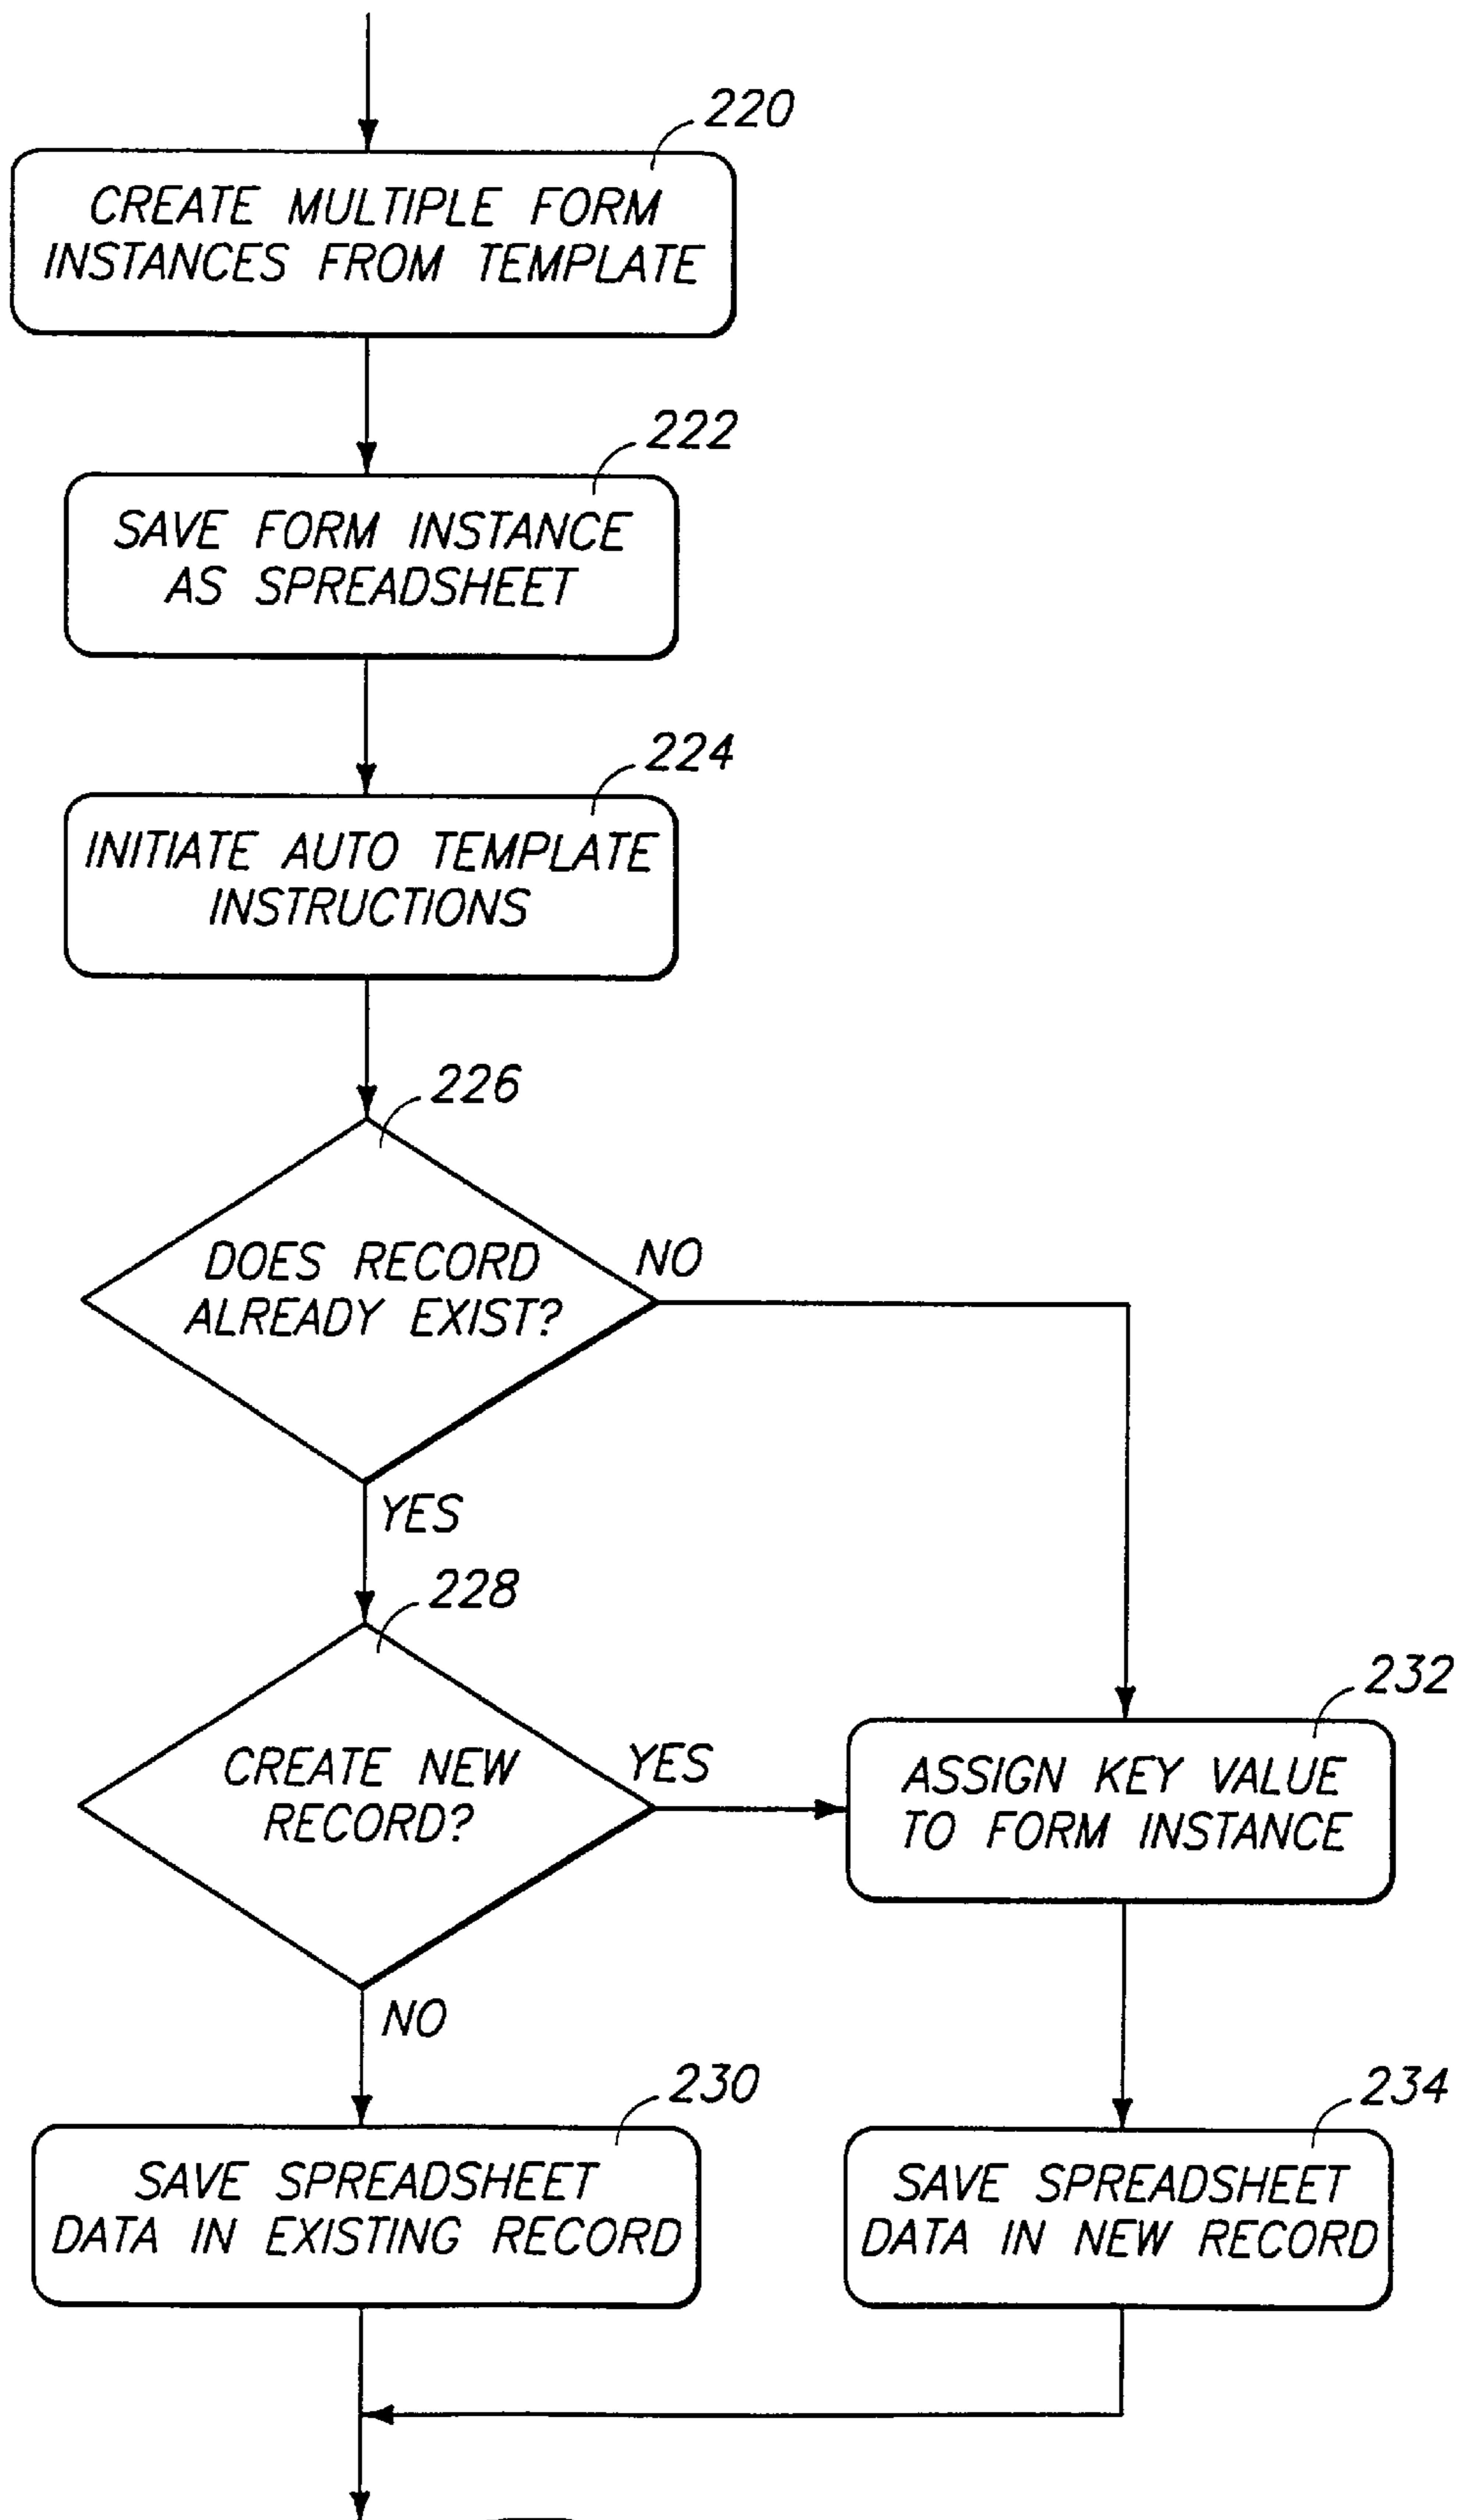 220
CREATE MULTIPLE FORM
INSTANCES FROM TEMPLATE
222
SAVE FORM INSTANCE
AS SPREADSHEET
224
INITIATE AUTO TEMPLATE
INSTRUCTIONS
226
DOES RECORD
ALREADY EXIST?
NO
YES
228
CREATE NEW
RECORD?
YES
232
ASSIGN KEY VALUE
TO FORM INSTANCE
NO
230
SAVE SPREADSHEET
DATA IN EXISTING RECORD
234
SAVE SPREADSHEET
DATA IN NEW RECORD